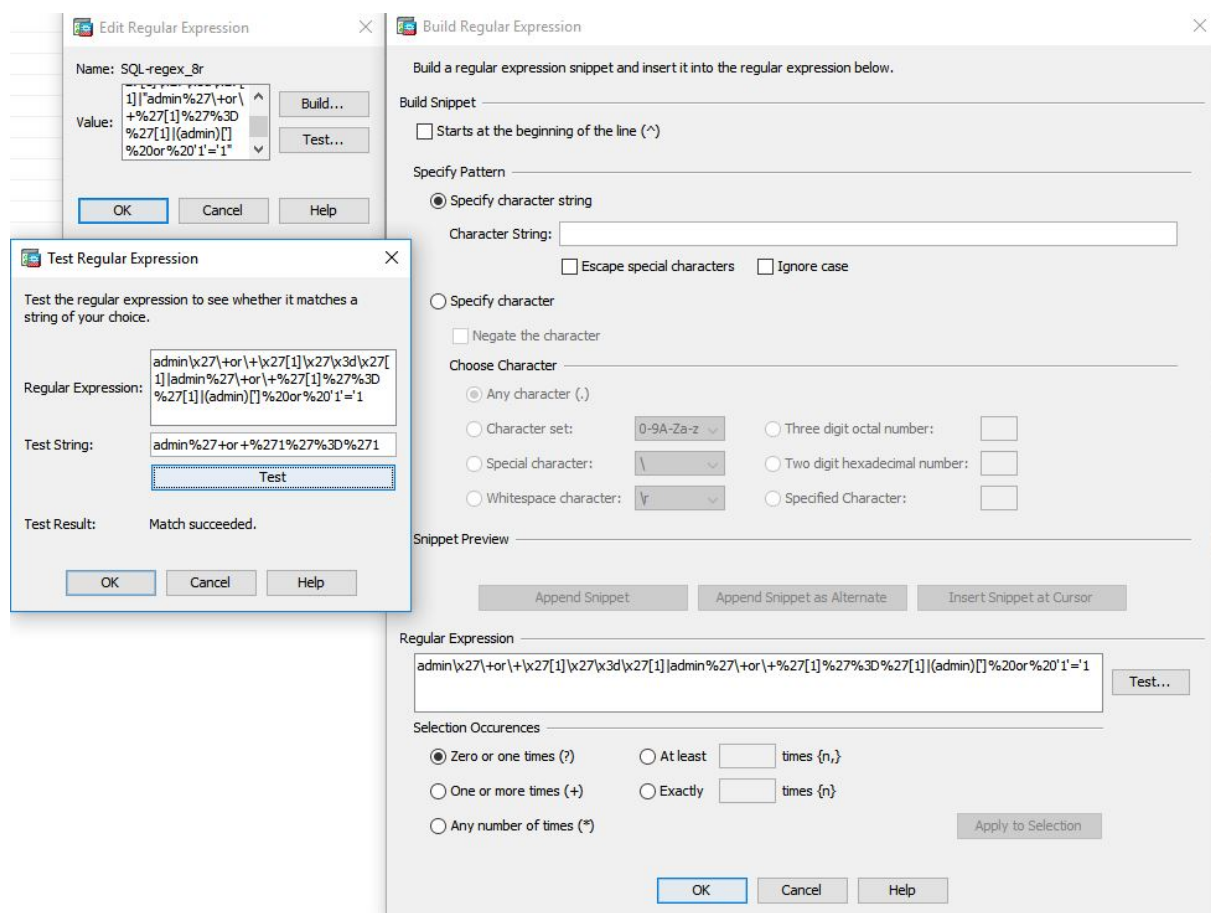 Edit Regular Expression
Name: SQL-regex_8r
Value:
1]|"admin%27\+or\
+%27[1]%27%3D
%27[1]|(admin)[']
%20or%20'1'='1"
Build...
Test...
OK
Cancel
Help
Test Regular Expression
Test the regular expression to see whether it matches a
string of your choice.
Regular Expression:
admin\x27\+or\+\x27[1]\x27\x3d\x27[
1]|admin%27\+or\+%27[1]%27%3D
%27[1]|(admin)[']%20or%20'1'='1
Test String:
admin%27+or+%271%27%3D%271
Test
Test Result:
Match succeeded.
OK
Cancel
Help
Build Regular Expression
Build a regular expression snippet and insert it into the regular expression below.
Build Snippet
Starts at the beginning of the line (^)
Specify Pattern
Specify character string
Character String:
Escape special characters
Ignore case
Specify character
Negate the character
Choose Character
Any character (.)
Character set:
0-9A-Za-z
Three digit octal number:
Special character:
\
Two digit hexadecimal number:
Whitespace character:
\r
Specified Character:
Snippet Preview
Append Snippet
Append Snippet as Alternate
Insert Snippet at Cursor
Regular Expression
admin\x27\+or\+\x27[1]\x27\x3d\x27[1]|admin%27\+or\+%27[1]%27%3D%27[1]|(admin)[']%20or%20'1'='1
Test...
Selection Occurences
Zero or one times (?)
At least
times {n,}
One or more times (+)
Exactly
times {n}
Any number of times (*)
Apply to Selection
OK
Cancel
Help